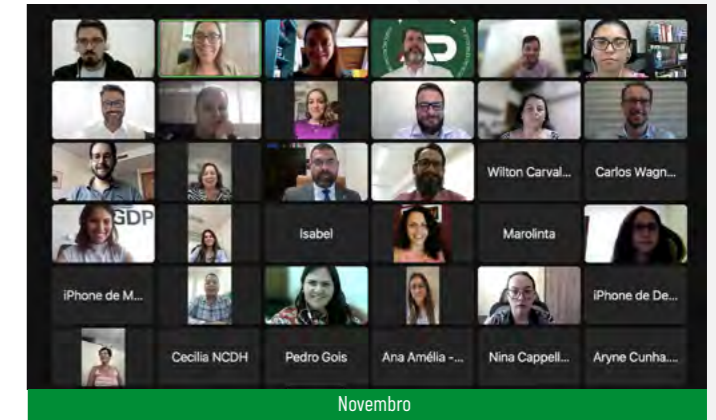 Wilton Carval...
Carlos Wagn...
GDP
Isabel
Marolinta
iPhone de M...
iPhone de De...
Cecilia NCDH
Pedro Gois
Ana Amélia -...
Nina Cappell...
Aryne Cunha....
Novembro